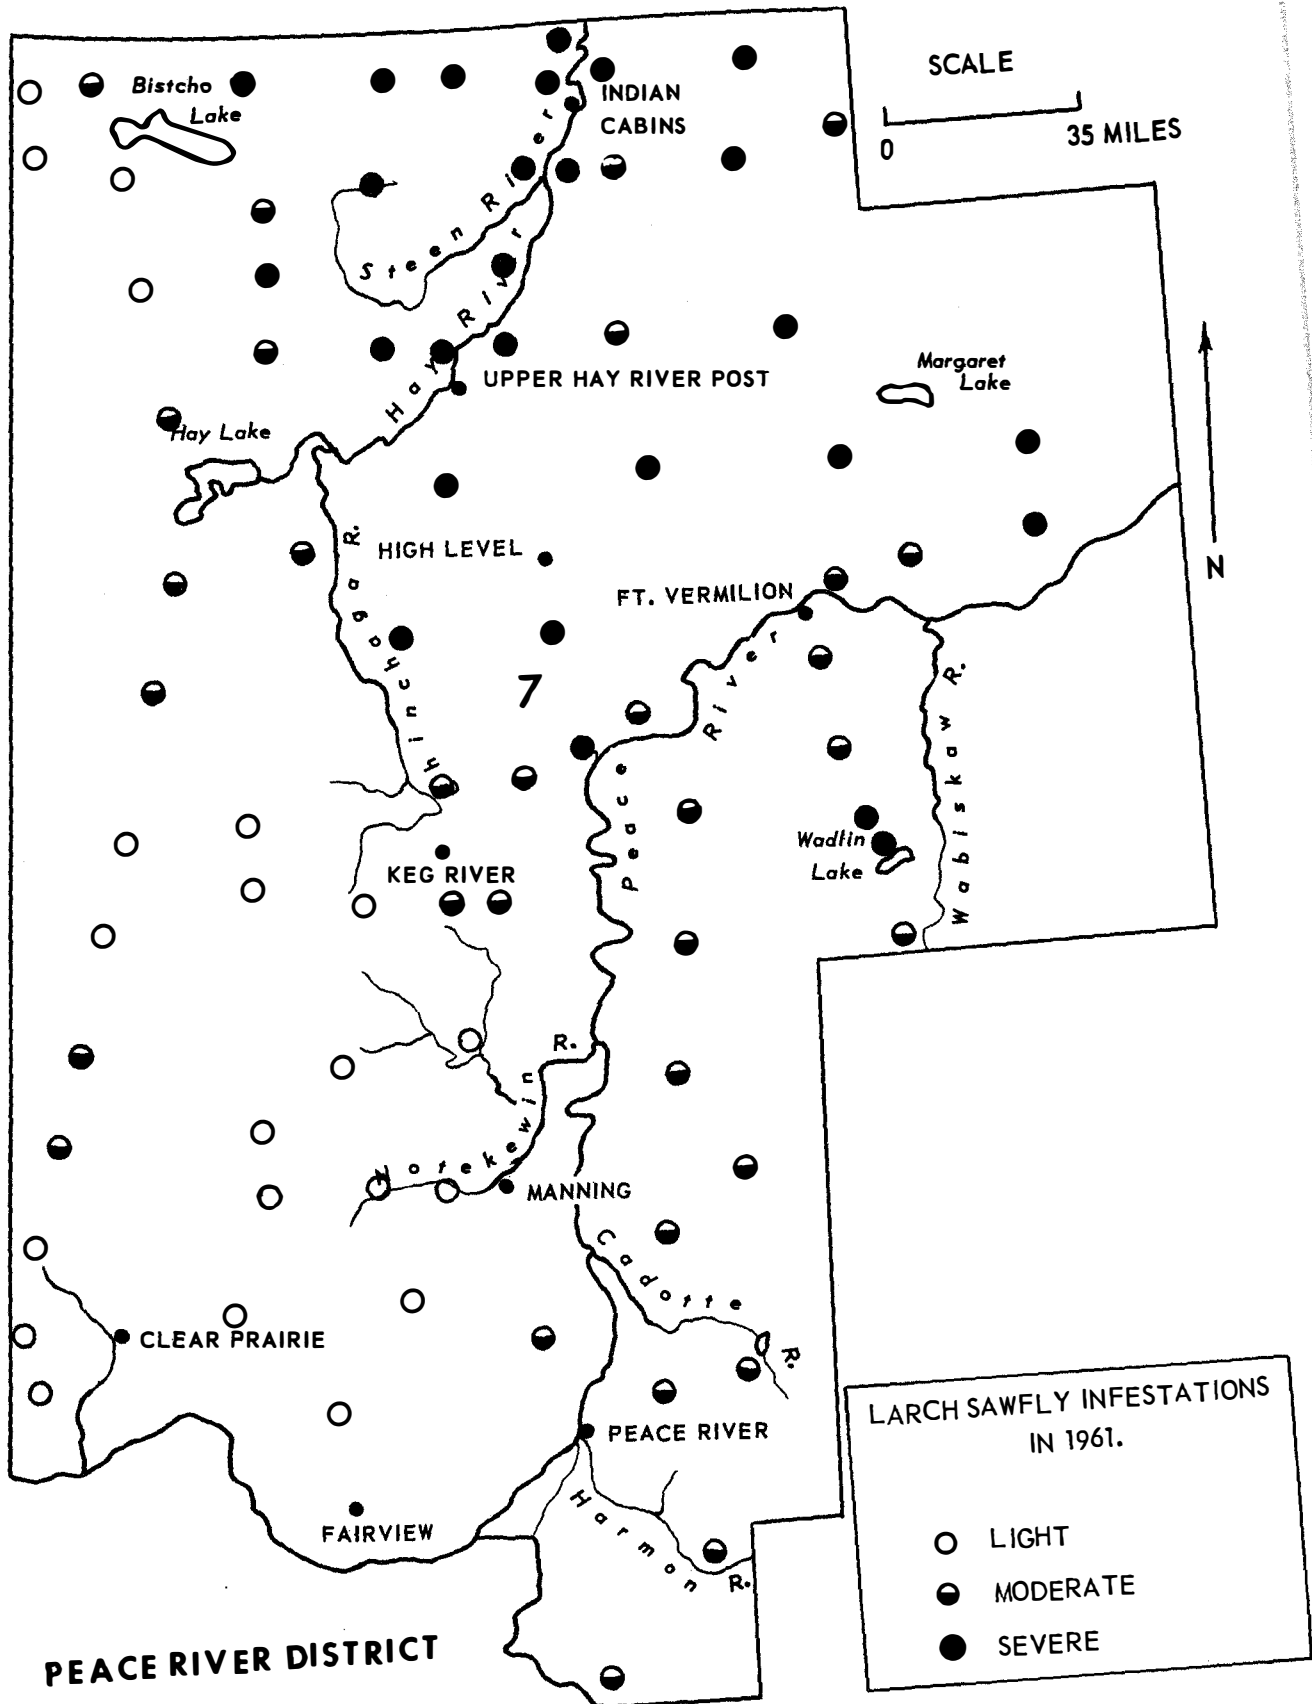 SCALE
0
35 MILES
Bistcho
Lake
INDIAN
CABINS
Steen River
Hay River
UPPER HAY RIVER POST
Margaret
Lake
Hay Lake
N
HIGH LEVEL
FT. VERMILION
Chinchaga R.
7
Peace River
Wabiskaw R.
Wadlin
Lake
KEG RIVER
Notekewin R.
MANNING
Cadotte R.
CLEAR PRAIRIE
PEACE RIVER
Harmon R.
FAIRVIEW
LARCH SAWFLY INFESTATIONS
IN 1961.
LIGHT
MODERATE
SEVERE
PEACE RIVER DISTRICT